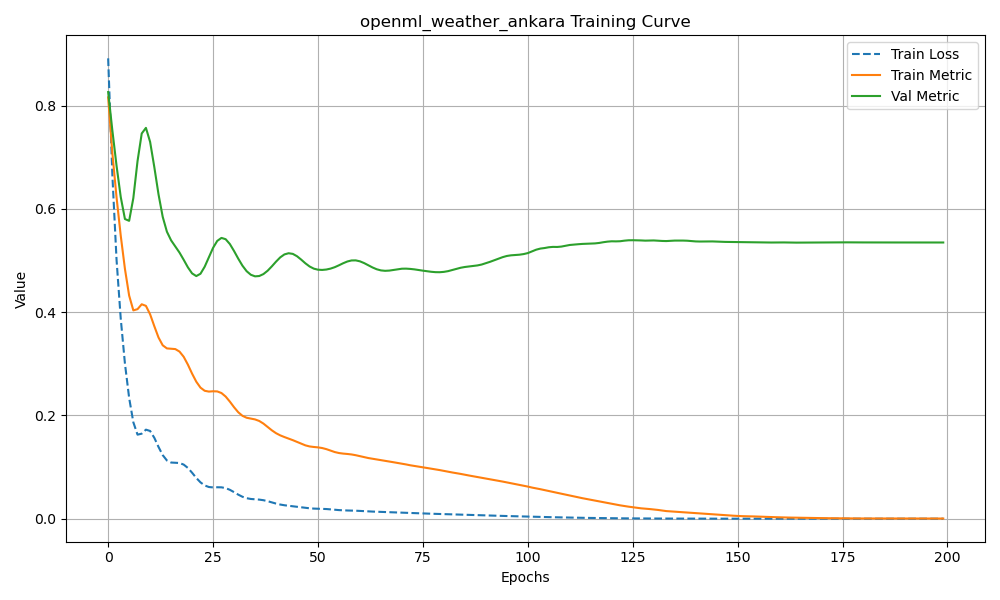 openml_weather_ankara Training Curve
Train Loss
Train Metric
Val Metric
Value
0.8
0.6
0.4
0.2
0.0
0 25 50 75 100 125 150 175 200
Epochs